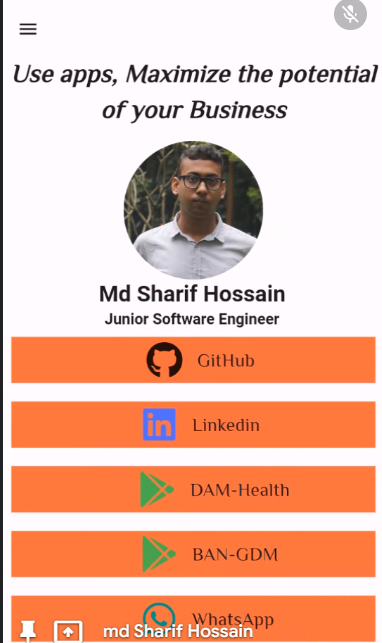 Use apps, Maximize the potential
of your Business
Md Sharif Hossain
Junior Software Engineer
GitHub
Linkedin
DAM-Health
BAN-GDM
WhatsApp
md Sharif Hossain